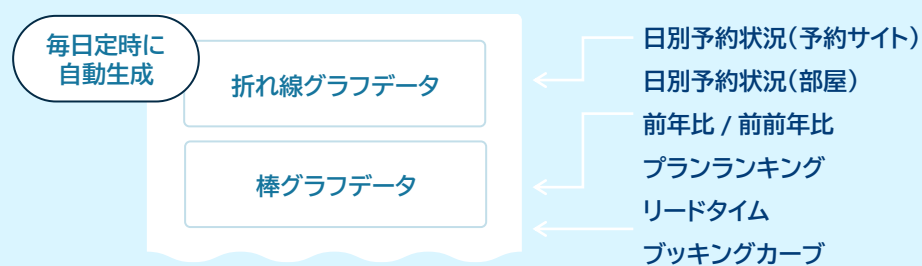 毎日定時に
自動生成
折れ線グラフデータ
棒グラフデータ
日別予約状況（予約サイト）
日別予約状況（部屋）
前年比 / 前前年比
プランランキング
リードタイム
ブッキングカーブ